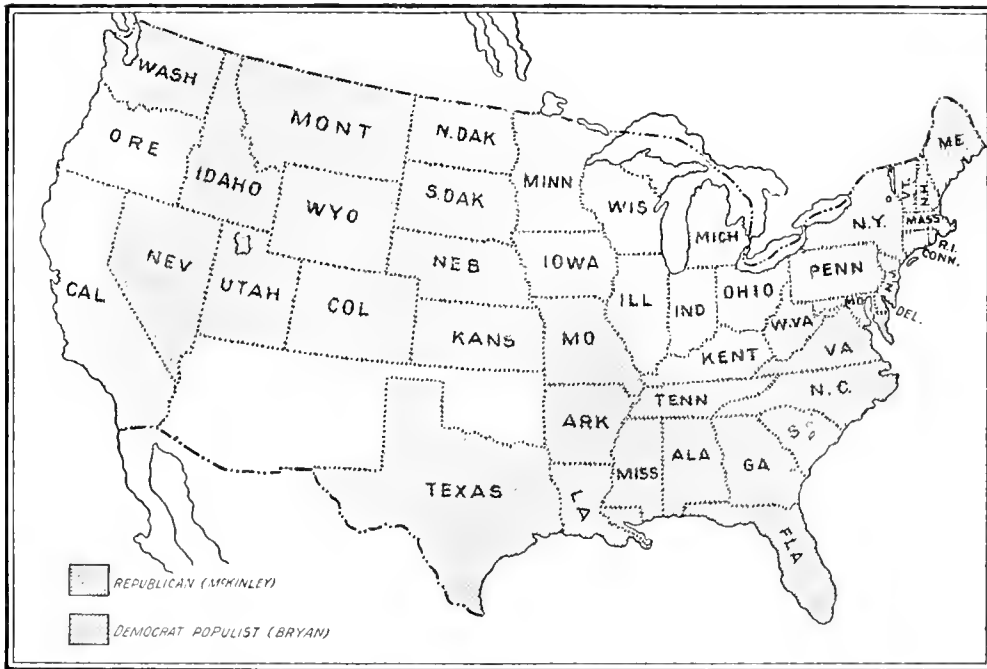 WASH
MONT
N. DAK
MINN
ME
ORE
IDAHO
WYO
S. DAK
WIS
MICH
N.Y.
VT.
N.H.
MASS
R.I.
CONN.
NEV
UTAH
COL
NEB
IOWA
ILL
IND
OHIO
PENN
N.J.
CAL
KANS
MO
KENT
W.VA
MD
DEL.
VA
TENN
N.C.
ARK
S C
TEXAS
LA
MISS
ALA
GA
FLA
REPUBLICAN (McKINLEY)
DEMOCRAT POPULIST (BRYAN)